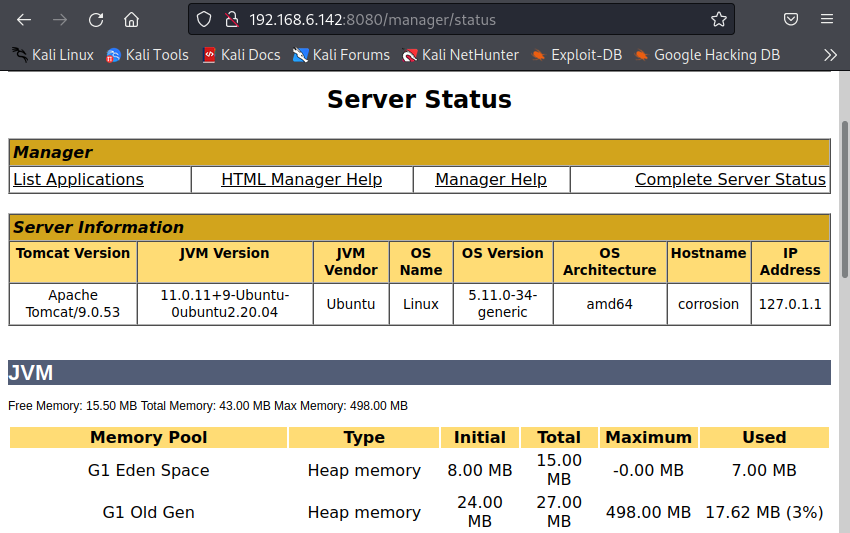 192.168.6.142:8080/manager/status
Kali Linux Kali Tools Kali Docs Kali Forums Kali NetHunter Exploit-DB Google Hacking DB
Server Status
Manager
List Applications HTML Manager Help Manager Help Complete Server Status
Server Information
Tomcat Version JVM Version JVM Vendor OS Name OS Version OS Architecture Hostname IP Address
Apache Tomcat/9.0.53 11.0.11+9-Ubuntu-0ubuntu2.20.04 Ubuntu Linux 5.11.0-34-generic amd64 corrosion 127.0.1.1
JVM
Free Memory: 15.50 MB Total Memory: 43.00 MB Max Memory: 498.00 MB
Memory Pool Type Initial Total Maximum Used
G1 Eden Space Heap memory 8.00 MB 15.00 MB -0.00 MB 7.00 MB
G1 Old Gen Heap memory 24.00 MB 27.00 MB 498.00 MB 17.62 MB (3%)